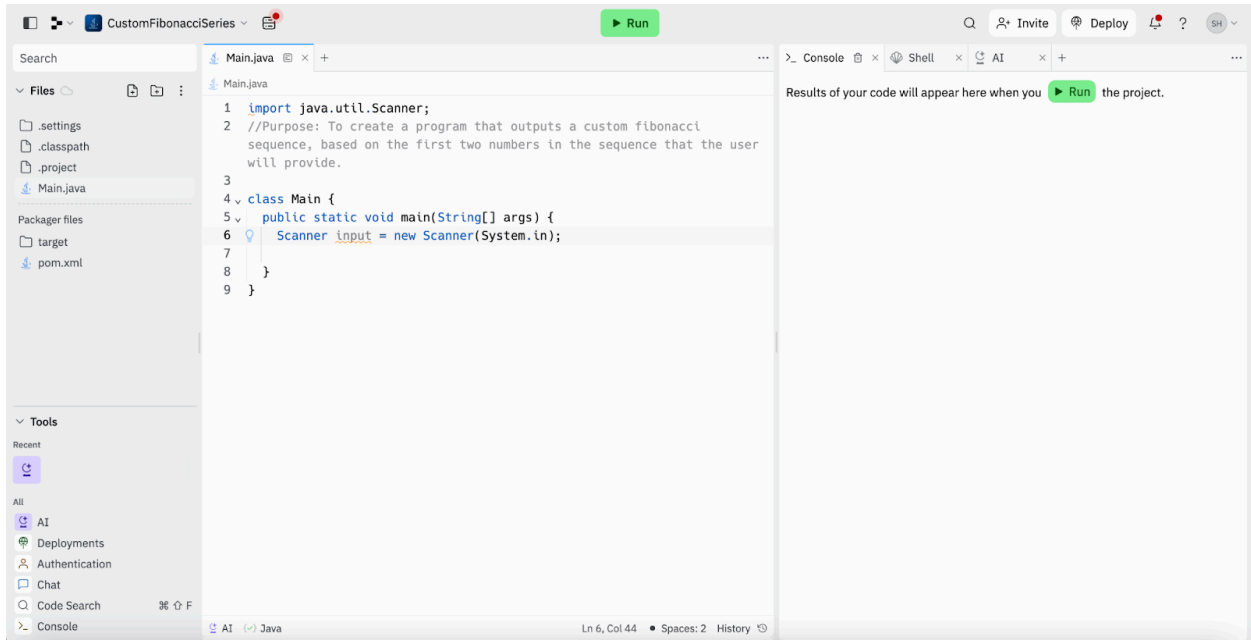 CustomFibonacciSeries
Run
Invite
Deploy
?
SH
Search
Files
.settings
.classpath
.project
Main.java
Packager files
target
pom.xml
Tools
Recent
All
AI
Deployments
Authentication
Chat
Code Search ⌘ ⇧ F
Console
Main.java
Main.java
1 import java.util.Scanner;
2 //Purpose: To create a program that outputs a custom fibonacci
sequence, based on the first two numbers in the sequence that the user
will provide.
3
4 class Main {
5 public static void main(String[] args) {
6 Scanner input = new Scanner(System.in);
7
8 }
9 }
AI Java Ln 6, Col 44 • Spaces: 2 History
Console Shell AI
Results of your code will appear here when you Run the project.